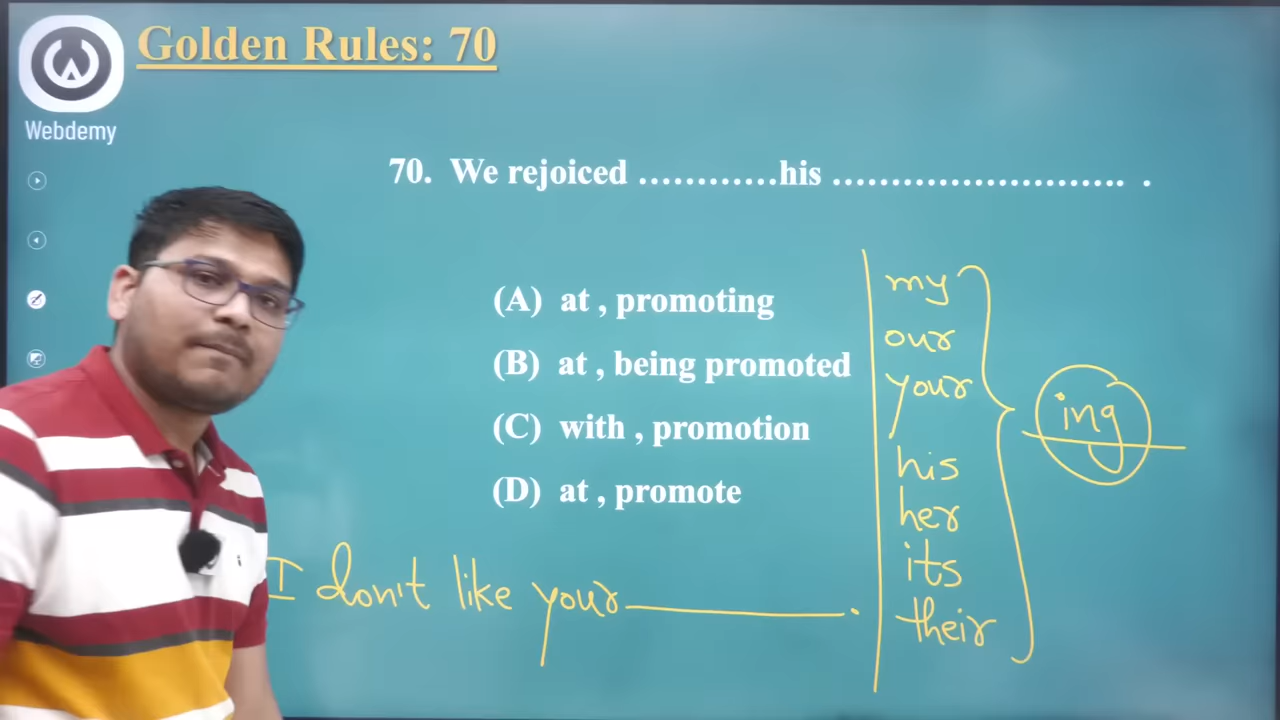 Golden Rules: 70
Webdemy
70. We rejoiced ............his ......................... .
(A) at , promoting
(B) at , being promoted
(C) with , promotion
(D) at , promote
I don't like your ________.
my
our
your
his
her
its
their
ing